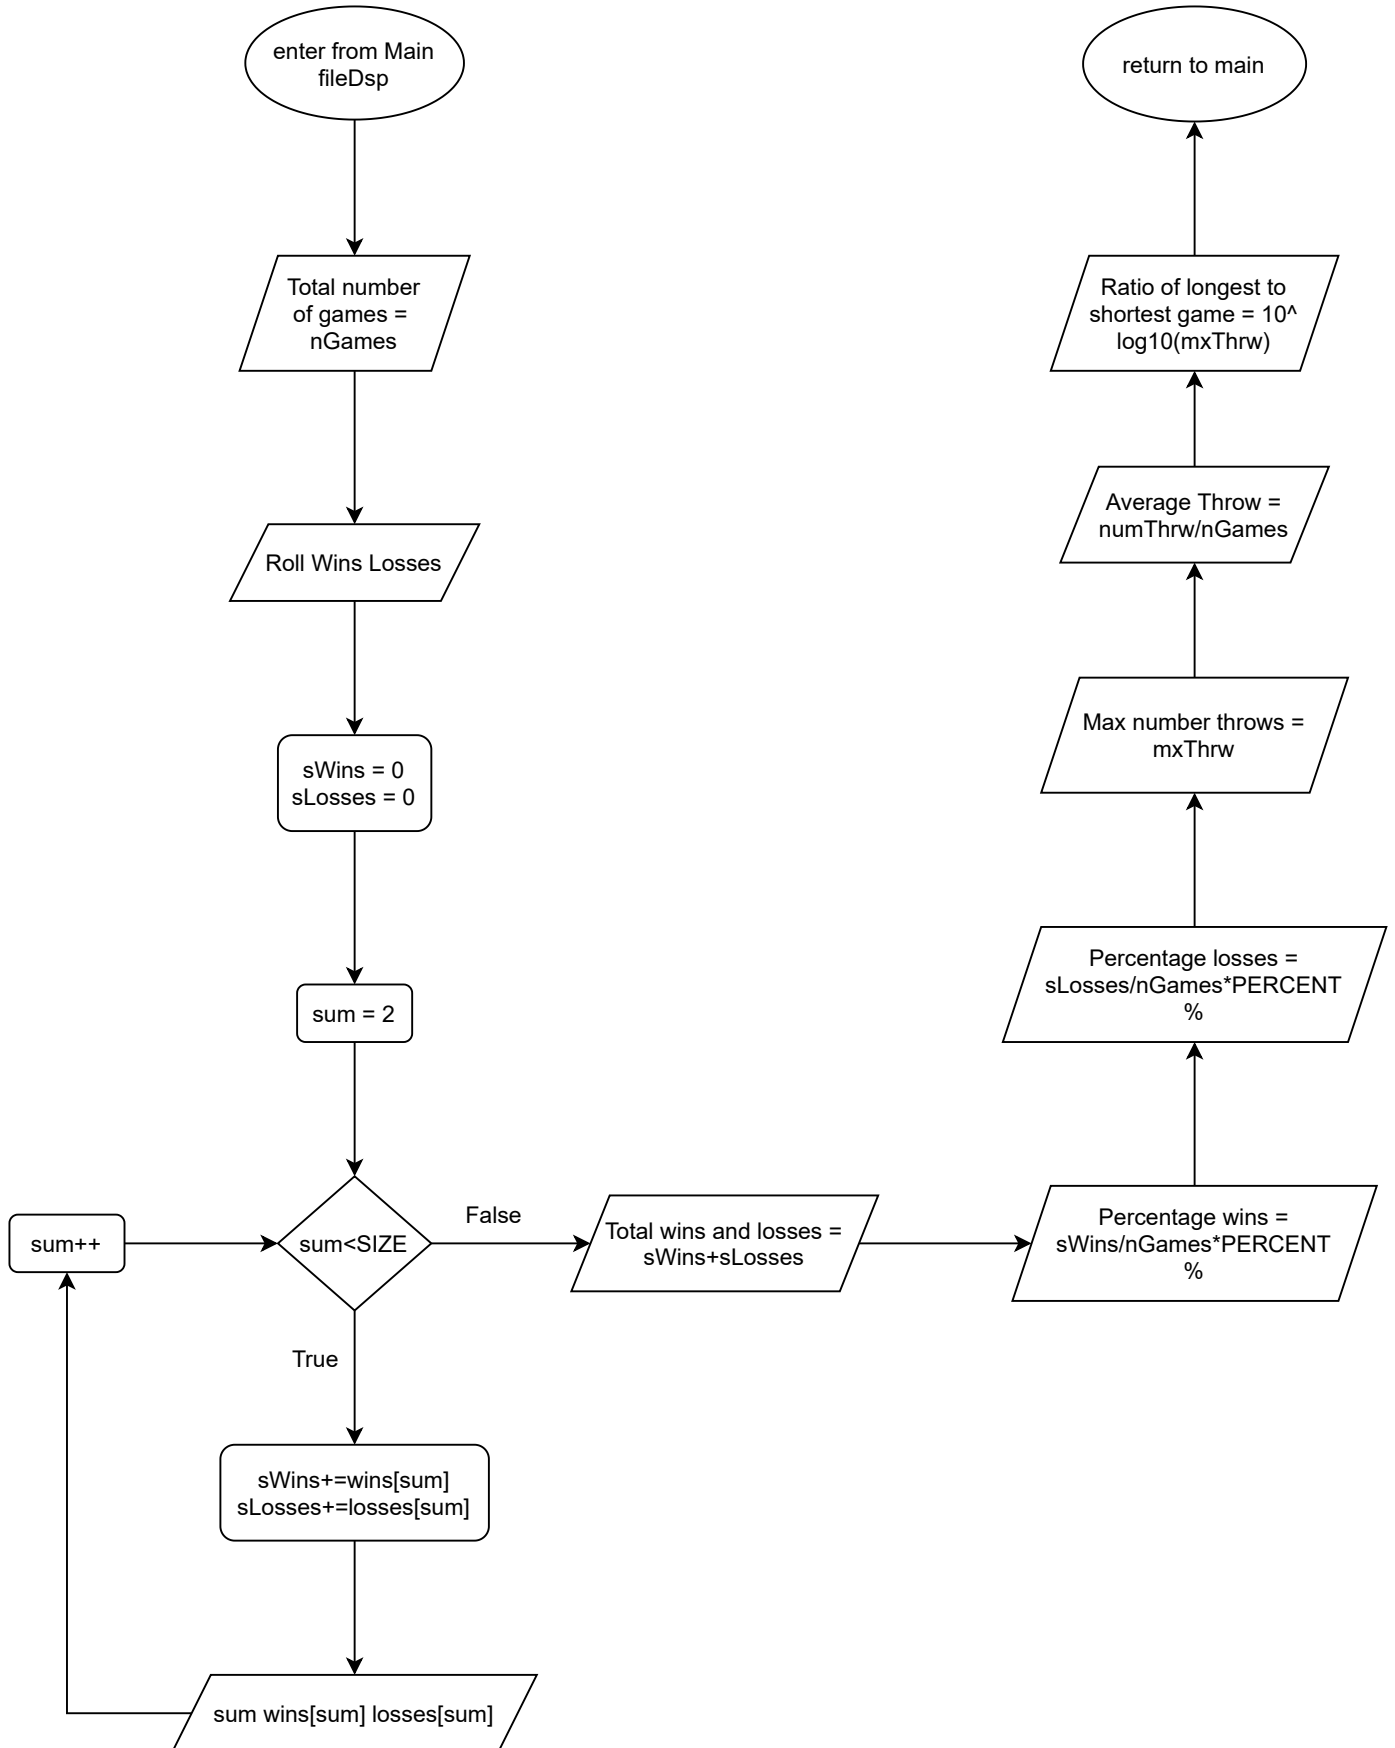 enter from Main
fileDsp
Total number
of games =
nGames
Roll Wins Losses
sWins = 0
sLosses = 0
sum = 2
sum<SIZE
True
False
sum++
sWins+=wins[sum]
sLosses+=losses[sum]
sum wins[sum] losses[sum]
Total wins and losses =
sWins+sLosses
Percentage wins =
sWins/nGames*PERCENT
%
Percentage losses =
sLosses/nGames*PERCENT
%
Max number throws =
mxThrw
Average Throw =
numThrw/nGames
Ratio of longest to
shortest game = 10^
log10(mxThrw)
return to main